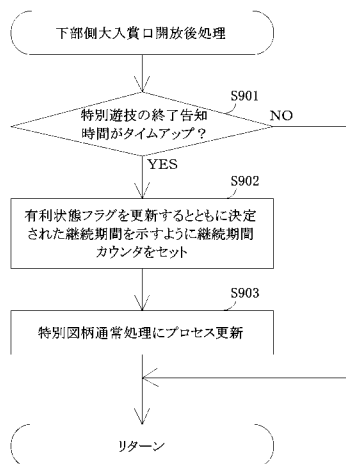 下部側大入賞口開放後処理
S901
特別遊技の終了告知
時間がタイムアップ？
NO
YES
S902
有利状態フラグを更新するとともに決定
された継続期間を示すように継続期間
カウンタをセット
S903
特別図柄通常処理にプロセス更新
リターン